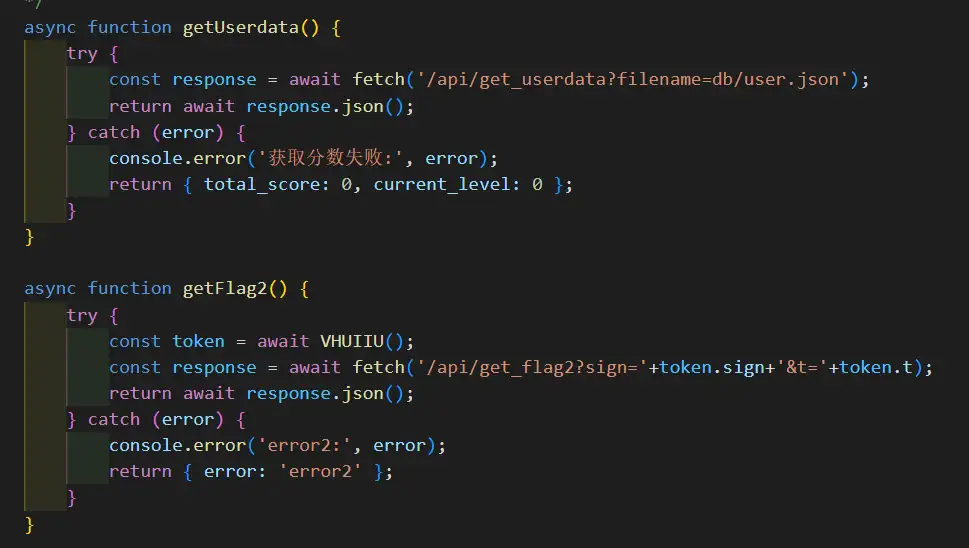 */
async function getUserdata() {
    try {
        const response = await fetch('/api/get_userdata?filename=db/user.json');
        return await response.json();
    } catch (error) {
        console.error('获取分数失败:', error);
        return { total_score: 0, current_level: 0 };
    }
}

async function getFlag2() {
    try {
        const token = await VHUIIU();
        const response = await fetch('/api/get_flag2?sign='+token.sign+'&t='+token.t);
        return await response.json();
    } catch (error) {
        console.error('error2:', error);
        return { error: 'error2' };
    }
}